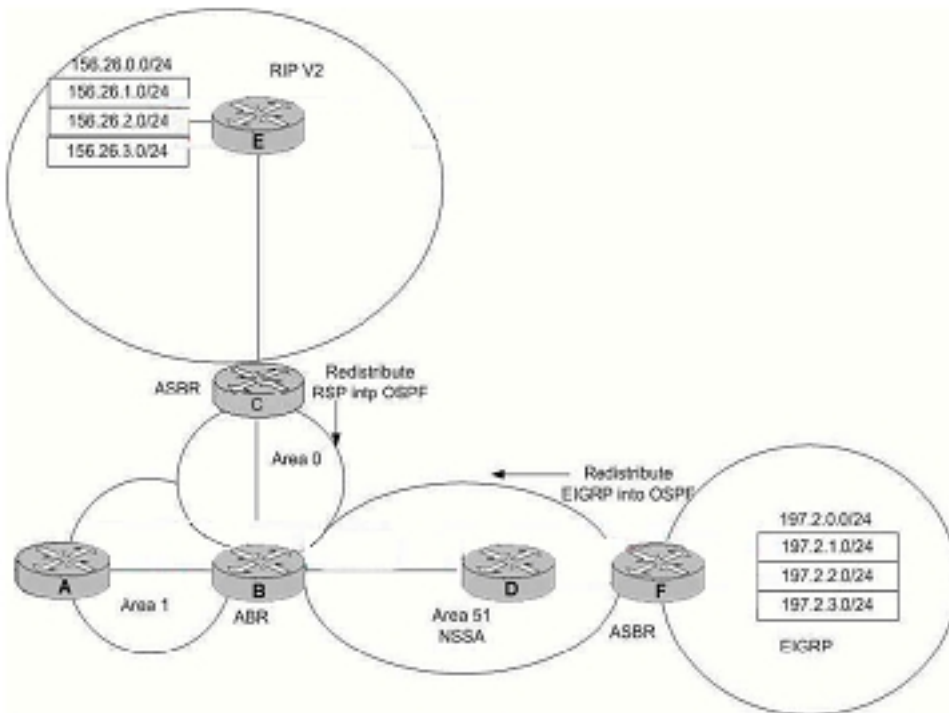 156.26.0.0/24
156.26.1.0/24
156.26.2.0/24
156.26.3.0/24
RIP V2
E
ASBR
C
Redistribute
RSP intp OSPF
Area 0
Redistribute
EIGRP into OSPF
A
Area 1
B
ABR
D
Area 51
NSSA
F
ASBR
197.2.0.0/24
197.2.1.0/24
197.2.2.0/24
197.2.3.0/24
EIGRP